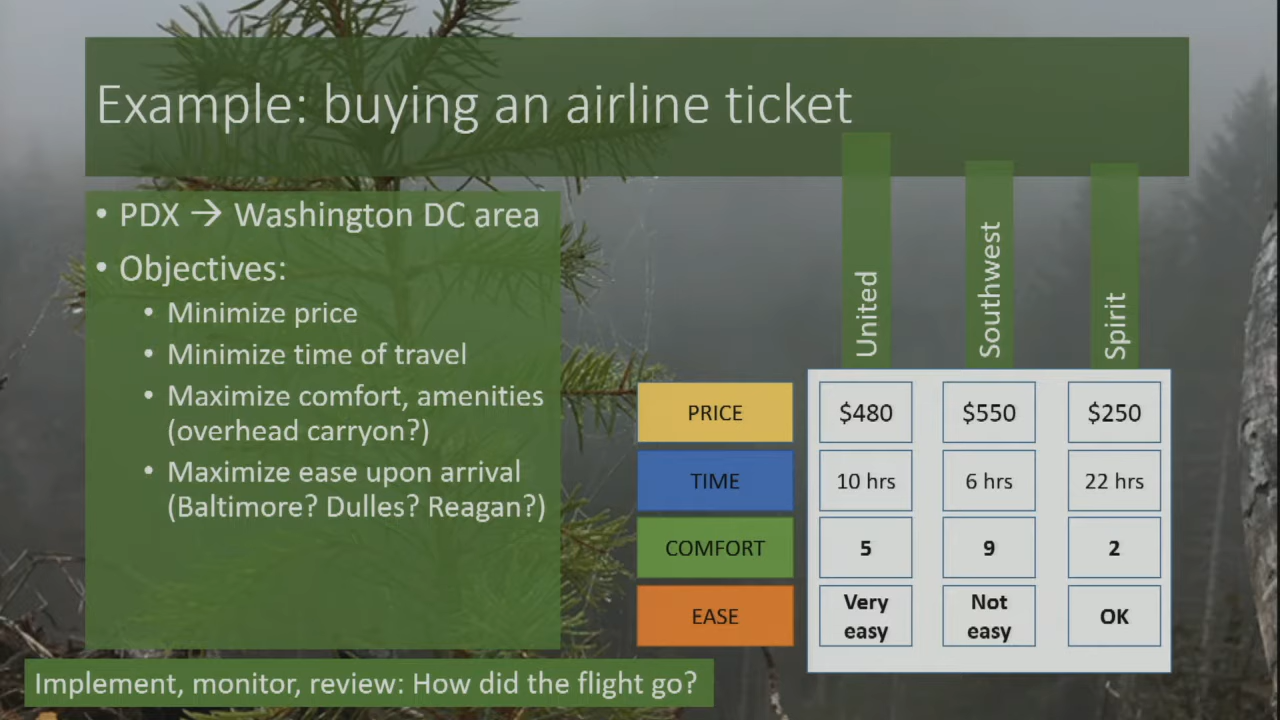 Example: buying an airline ticket
• PDX → Washington DC area
• Objectives:
• Minimize price
• Minimize time of travel
• Maximize comfort, amenities
(overhead carryon?)
• Maximize ease upon arrival
(Baltimore? Dulles? Reagan?)
United
Southwest
Spirit
PRICE $480 $550 $250
TIME 10 hrs 6 hrs 22 hrs
COMFORT 5 9 2
EASE Very easy Not easy OK
Implement, monitor, review: How did the flight go?